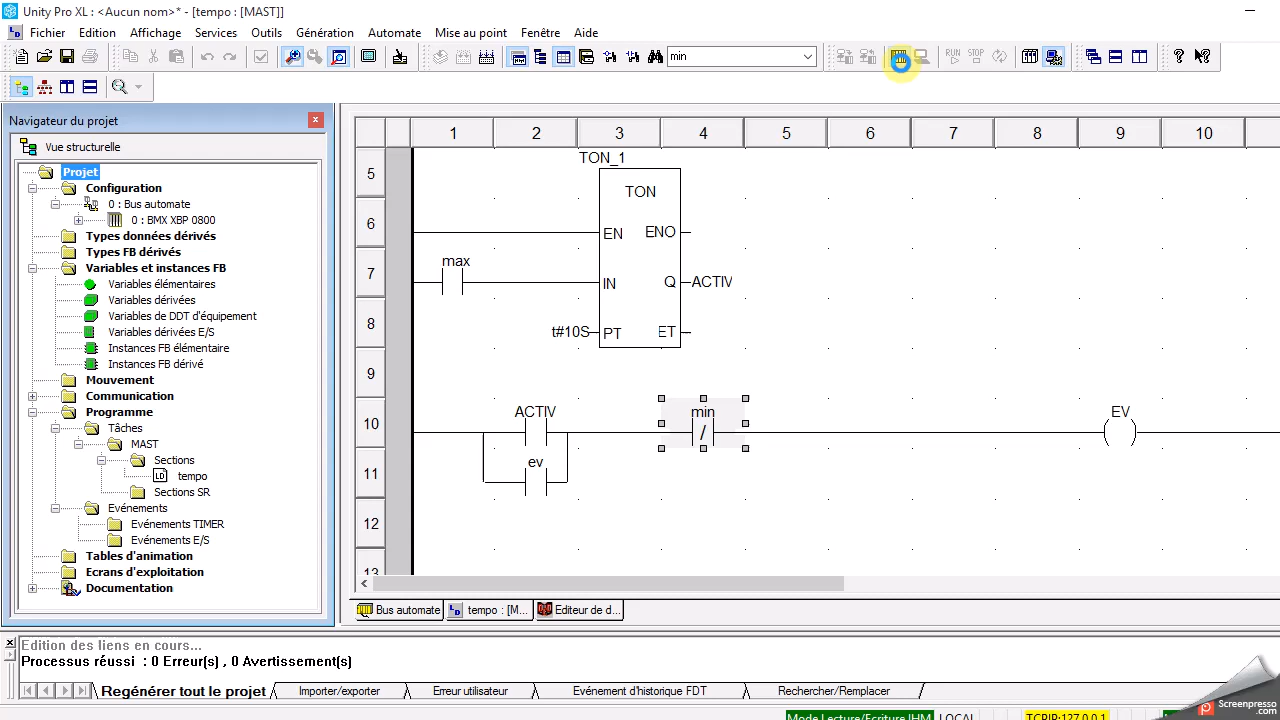 Unity Pro XL : <Aucun nom>* - [tempo : [MAST]]
Fichier Edition Affichage Services Outils Génération Automate Mise au point Fenêtre Aide
min
RUN STOP
Navigateur du projet
Vue structurelle
Projet
Configuration
0 : Bus automate
0 : BMX XBP 0800
Types données dérivés
Types FB dérivés
Variables et instances FB
Variables élémentaires
Variables dérivées
Variables de DDT d'équipement
Variables dérivées E/S
Instances FB élémentaire
Instances FB dérivé
Mouvement
Communication
Programme
Tâches
MAST
Sections
LD tempo
Sections SR
Evénements
Evénements TIMER
Evénements E/S
Tables d'animation
Ecrans d'exploitation
Documentation
1 2 3 4 5 6 7 8 9 10
5
6
7
8
9
10
11
12
13
TON_1
TON
EN ENO
max
IN Q ACTIV
t#10S PT ET
ACTIV min EV
/
ev
Bus automate tempo : [M... Editeur de d...
Edition des liens en cours...
Processus réussi : 0 Erreur(s) , 0 Avertissement(s)
Regénérer tout le projet Importer/exporter Erreur utilisateur Evénement d'historique FDT Rechercher/Remplacer
Mode Lecture/Ecriture IHM LOCAL TCPIP:127.0.0.1
Screenpresso
.com